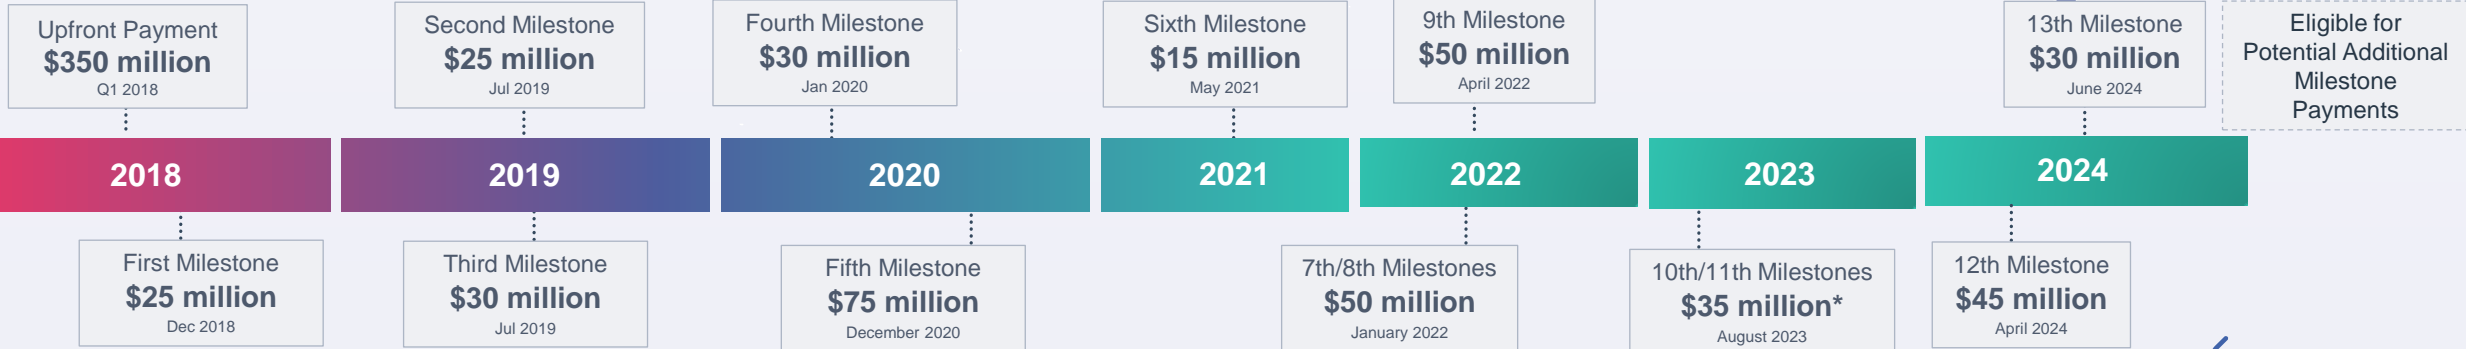 Upfront Payment
$350 million
Q1 2018
Second Milestone
$25 million
Jul 2019
Fourth Milestone
$30 million
Jan 2020
Sixth Milestone
$15 million
May 2021
9th Milestone
$50 million
April 2022
13th Milestone
$30 million
June 2024
Eligible for
Potential Additional
Milestone
Payments
2018
2019
2020
2021
2022
2023
2024
First Milestone
$25 million
Dec 2018
Third Milestone
$30 million
Jul 2019
Fifth Milestone
$75 million
December 2020
7th/8th Milestones
$50 million
January 2022
10th/11th Milestones
$35 million*
August 2023
12th Milestone
$45 million
April 2024